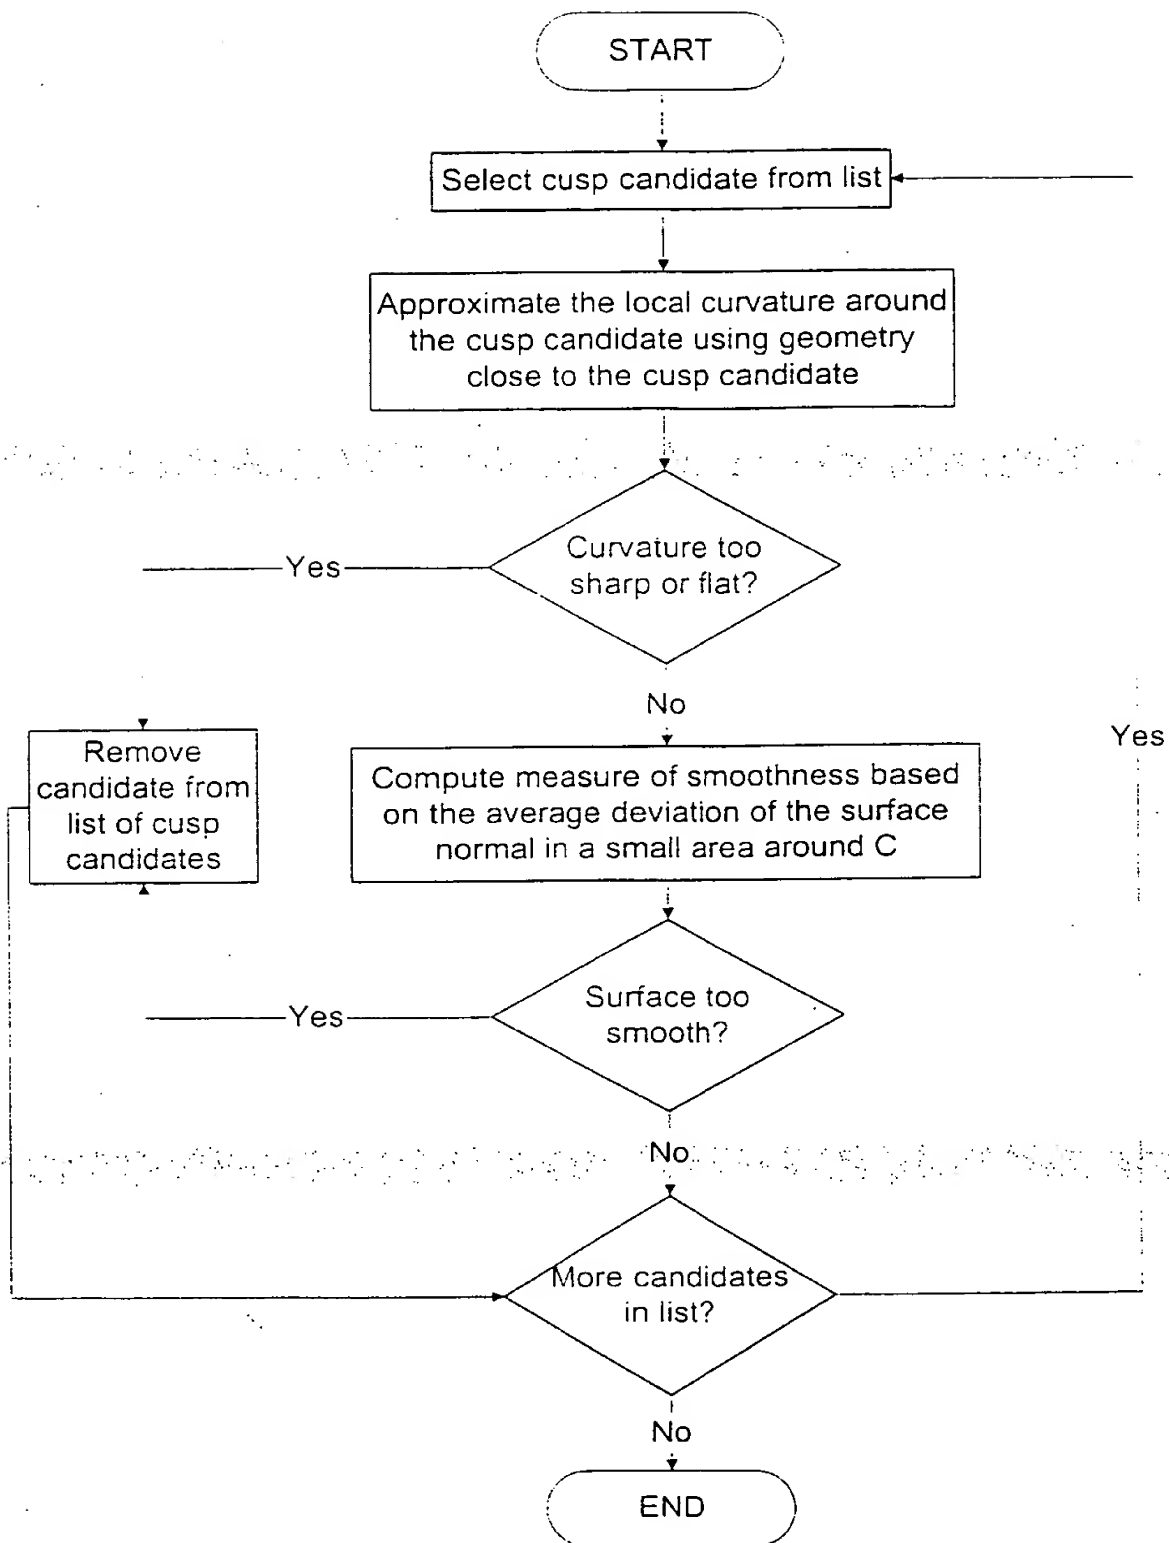 START
Select cusp candidate from list
Approximate the local curvature around
the cusp candidate using geometry
close to the cusp candidate
Curvature too
sharp or flat?
Yes
No
Yes
Remove
candidate from
list of cusp
candidates
Compute measure of smoothness based
on the average deviation of the surface
normal in a small area around C
Surface too
smooth?
Yes
No
More candidates
in list?
No
END